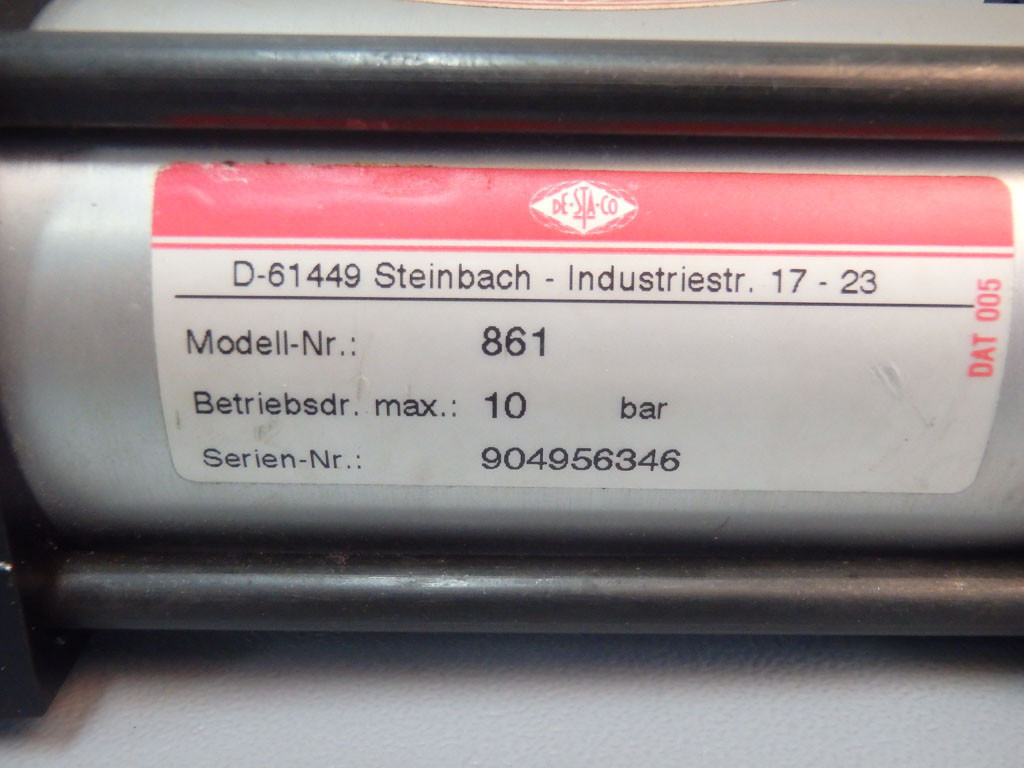 DE-STA-CO
D-61449 Steinbach - Industriestr. 17 - 23
Modell-Nr.: 861
Betriebsdr. max.: 10 bar
Serien-Nr.: 904956346
DAT 005